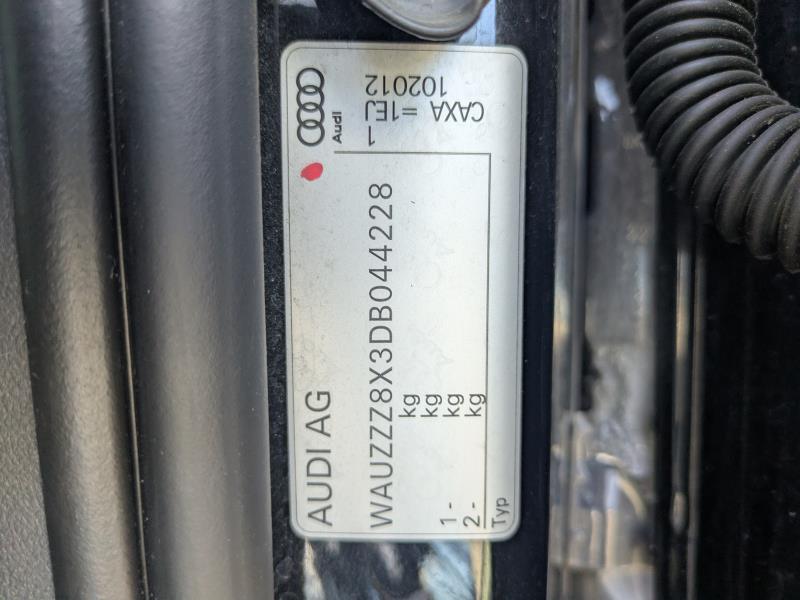 AUDI AG
Audi
WAUZZZ8X3DB044228
kg
kg
1 - kg
2 - kg
Typ
102012
-1
=1EJ
CAXA